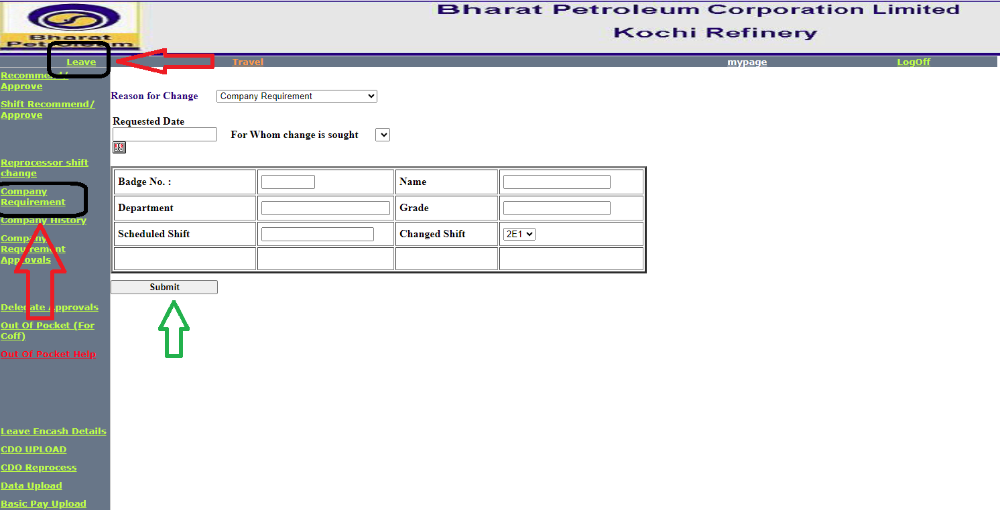 Bharat Petroleum Corporation Limited
Kochi Refinery
Bharat
Petroleum
Leave Travel mypage LogOff
Recommend/
Approve
Shift Recommend/
Approve
Reprocessor shift
change
Company
Requirement
Company History
Company
Requirement
Approvals
Delegate Approvals
Out Of Pocket (For
Coff)
Out Of Pocket Help
Leave Encash Details
CDO UPLOAD
CDO Reprocess
Data Upload
Basic Pay Upload
Reason for Change Company Requirement
Requested Date
For Whom change is sought
Badge No. : Name
Department Grade
Scheduled Shift Changed Shift 2E1
Submit